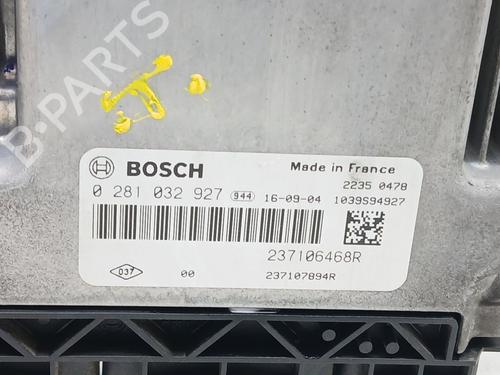 B-PARTS
BOSCH
Made in France
2235 0478
0 281 032 927 944 16-09-04 1039S94927
237106468R
037 00 237107894R